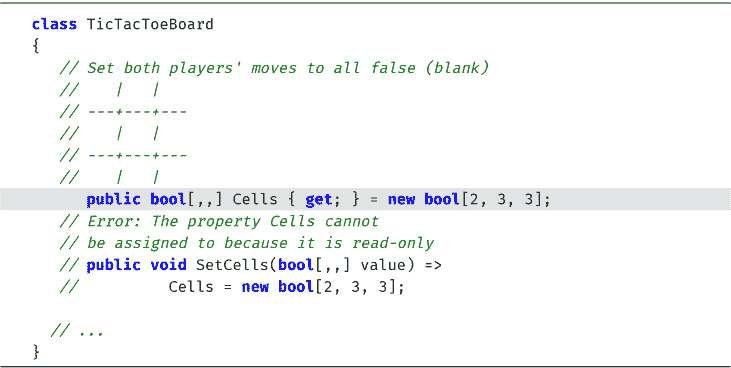 class TicTacToeBoard
{
// Set both players' moves to all false (blank)
//    |   |
// ---+---+---
//    |   |
// ---+---+---
//    |   |
public bool[,,] Cells { get; } = new bool[2, 3, 3];
// Error: The property Cells cannot
// be assigned to because it is read-only
// public void SetCells(bool[,,] value) =>
//         Cells = new bool[2, 3, 3];
// ...
}